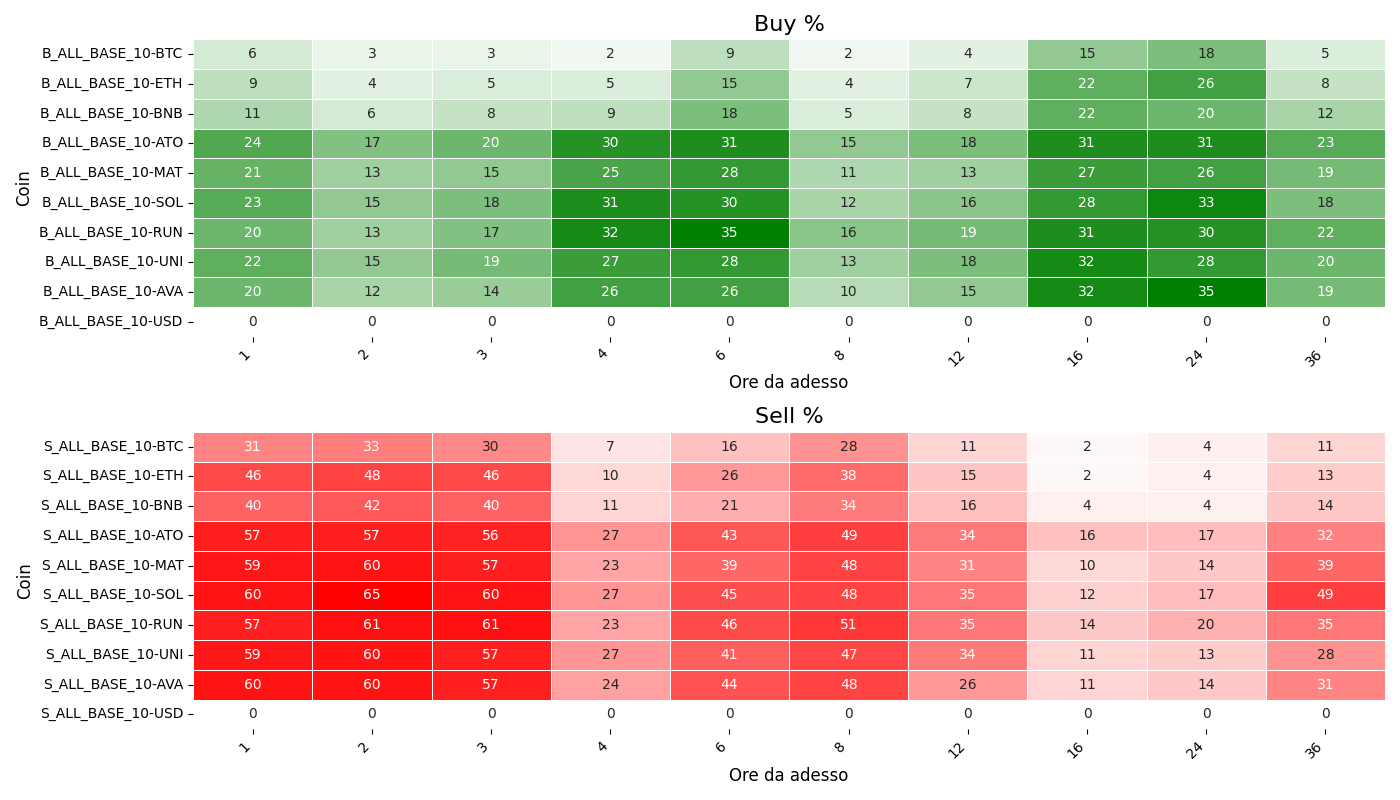 Buy %
Coin
B_ALL_BASE_10-BTC 6 3 3 2 9 2 4 15 18 5
B_ALL_BASE_10-ETH 9 4 5 5 15 4 7 22 26 8
B_ALL_BASE_10-BNB 11 6 8 9 18 5 8 22 20 12
B_ALL_BASE_10-ATO 24 17 20 30 31 15 18 31 31 23
B_ALL_BASE_10-MAT 21 13 15 25 28 11 13 27 26 19
B_ALL_BASE_10-SOL 23 15 18 31 30 12 16 28 33 18
B_ALL_BASE_10-RUN 20 13 17 32 35 16 19 31 30 22
B_ALL_BASE_10-UNI 22 15 19 27 28 13 18 32 28 20
B_ALL_BASE_10-AVA 20 12 14 26 26 10 15 32 35 19
B_ALL_BASE_10-USD 0 0 0 0 0 0 0 0 0 0
1 2 3 4 6 8 12 16 24 36
Ore da adesso
Sell %
Coin
S_ALL_BASE_10-BTC 31 33 30 7 16 28 11 2 4 11
S_ALL_BASE_10-ETH 46 48 46 10 26 38 15 2 4 13
S_ALL_BASE_10-BNB 40 42 40 11 21 34 16 4 4 14
S_ALL_BASE_10-ATO 57 57 56 27 43 49 34 16 17 32
S_ALL_BASE_10-MAT 59 60 57 23 39 48 31 10 14 39
S_ALL_BASE_10-SOL 60 65 60 27 45 48 35 12 17 49
S_ALL_BASE_10-RUN 57 61 61 23 46 51 35 14 20 35
S_ALL_BASE_10-UNI 59 60 57 27 41 47 34 11 13 28
S_ALL_BASE_10-AVA 60 60 57 24 44 48 26 11 14 31
S_ALL_BASE_10-USD 0 0 0 0 0 0 0 0 0 0
1 2 3 4 6 8 12 16 24 36
Ore da adesso